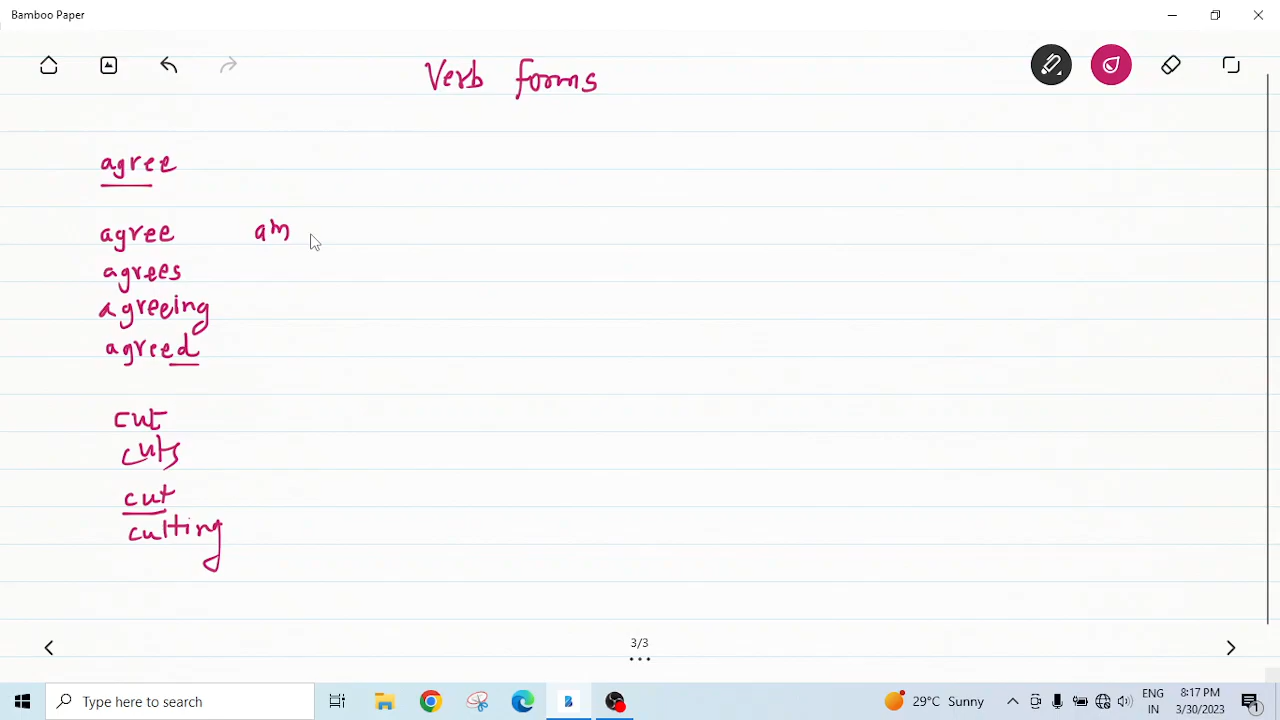 Bamboo Paper
Verb forms
agree
agree am
agrees
agreeing
agreed
cut
cuts
cut
cutting
3/3
Type here to search
29°C Sunny
ENG
IN
8:17 PM
3/30/2023
1